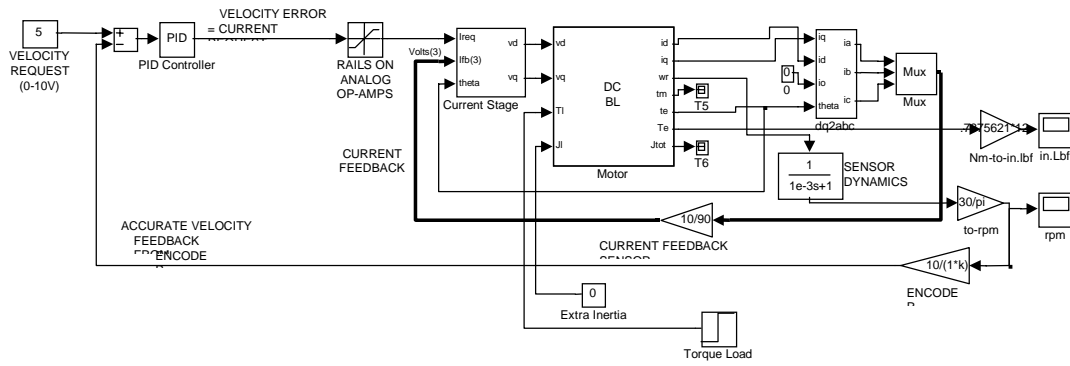 5
VELOCITY
REQUEST
(0-10V)
PID
PID Controller
VELOCITY ERROR
= CURRENT
RAILS ON
ANALOG
OP-AMPS
Volts(3)
Ireq
Ifb(3)
theta
vd
vq
Current Stage
CURRENT
FEEDBACK
vd
vq
Tl
Jl
DC
BL
id
iq
wr
tm
te
Te
Jtot
Motor
T5
T6
0
0
iq
id
io
theta
ia
ib
ic
dq2abc
Mux
Mux
1
1e-3s+1
SENSOR
DYNAMICS
Nm-to-in.lbf
in.Lbf
30/pi
to-rpm
rpm
10/90
CURRENT FEEDBACK
SENSOR
ACCURATE VELOCITY
FEEDBACK
FROM
ENCODE
10/(1*k)
ENCODE
0
Extra Inertia
Torque Load